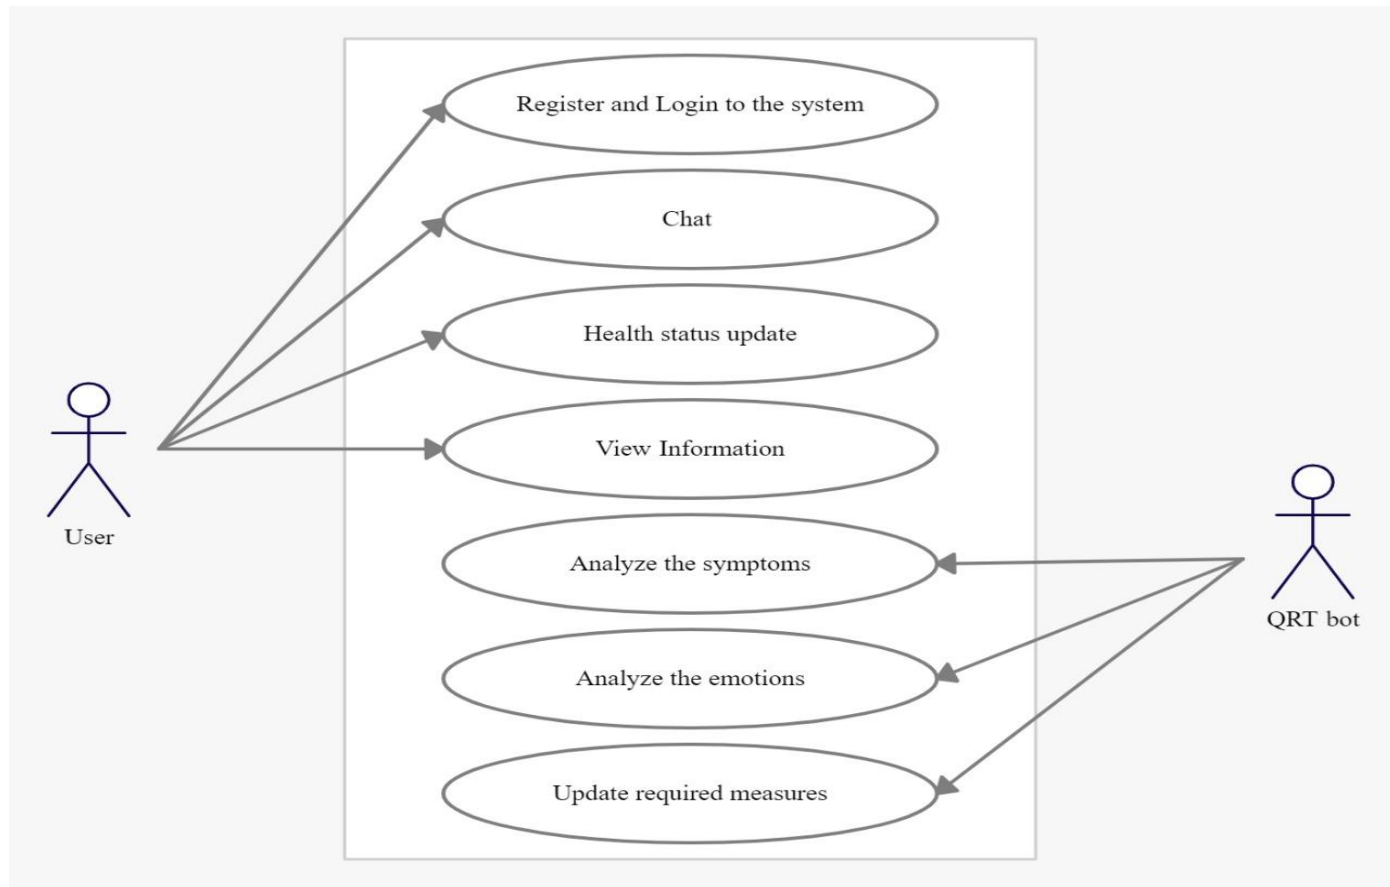 Register and Login to the system
Chat
Health status update
View Information
User
Analyze the symptoms
QRT bot
Analyze the emotions
Update required measures